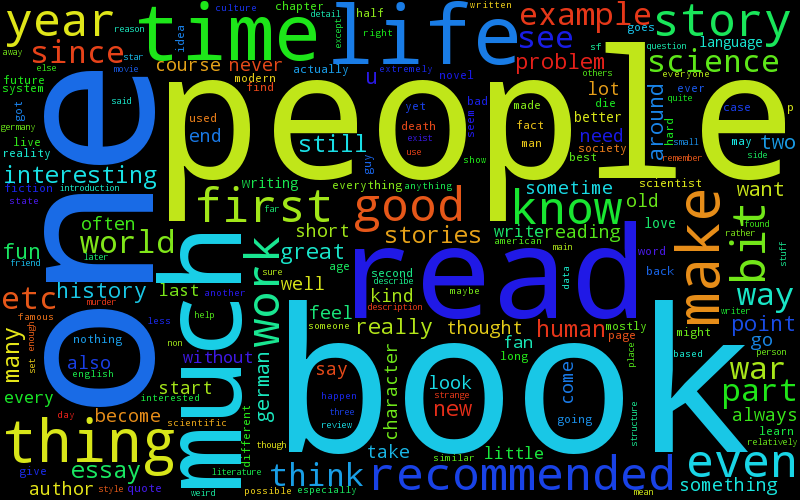 year
time
life
example
story
culture
chapter
half
written
goes
language
reason
detail
except
right
idea
since
see
science
away
star
movie
course
never
actually
u
extremely
novel
problem
sf
question
others
everyone
else
modern
find
future
system
said
got
people
lot
die
quite
ever
case
p
one
used
yet
bad
made
better
around
hard
germany
live
reality
end
death
exist
use
seem
fact
man
need
society
small
may
two
remember
side
still
guy
show
best
interesting
introduction
fiction
state
writing
everything
anything
sometime
scientist
want
first
good
know
old
make
bit
found
rather
often
far
short
stories
write
reading
love
world
american
main
word
stuff
fun
friend
later
much
work
sure
great
age
second
describe
description
read
data
back
way
etc
murder
history
last
another
well
kind
maybe
famous
less
help
feel
someone
really
thought
human
mostly
page
might
writer
point
go
many
set
enough
nothing
non
without
fan
long
place
based
person
also
english
interested
start
german
say
book
look
come
war
every
day
become
scientific
happen
three
review
character
strange
new
going
structure
part
always
learn
relatively
thing
different
though
take
similar
little
even
give
essay
literature
think
recommended
something
author
style
quote
weird
possible
especially
mean